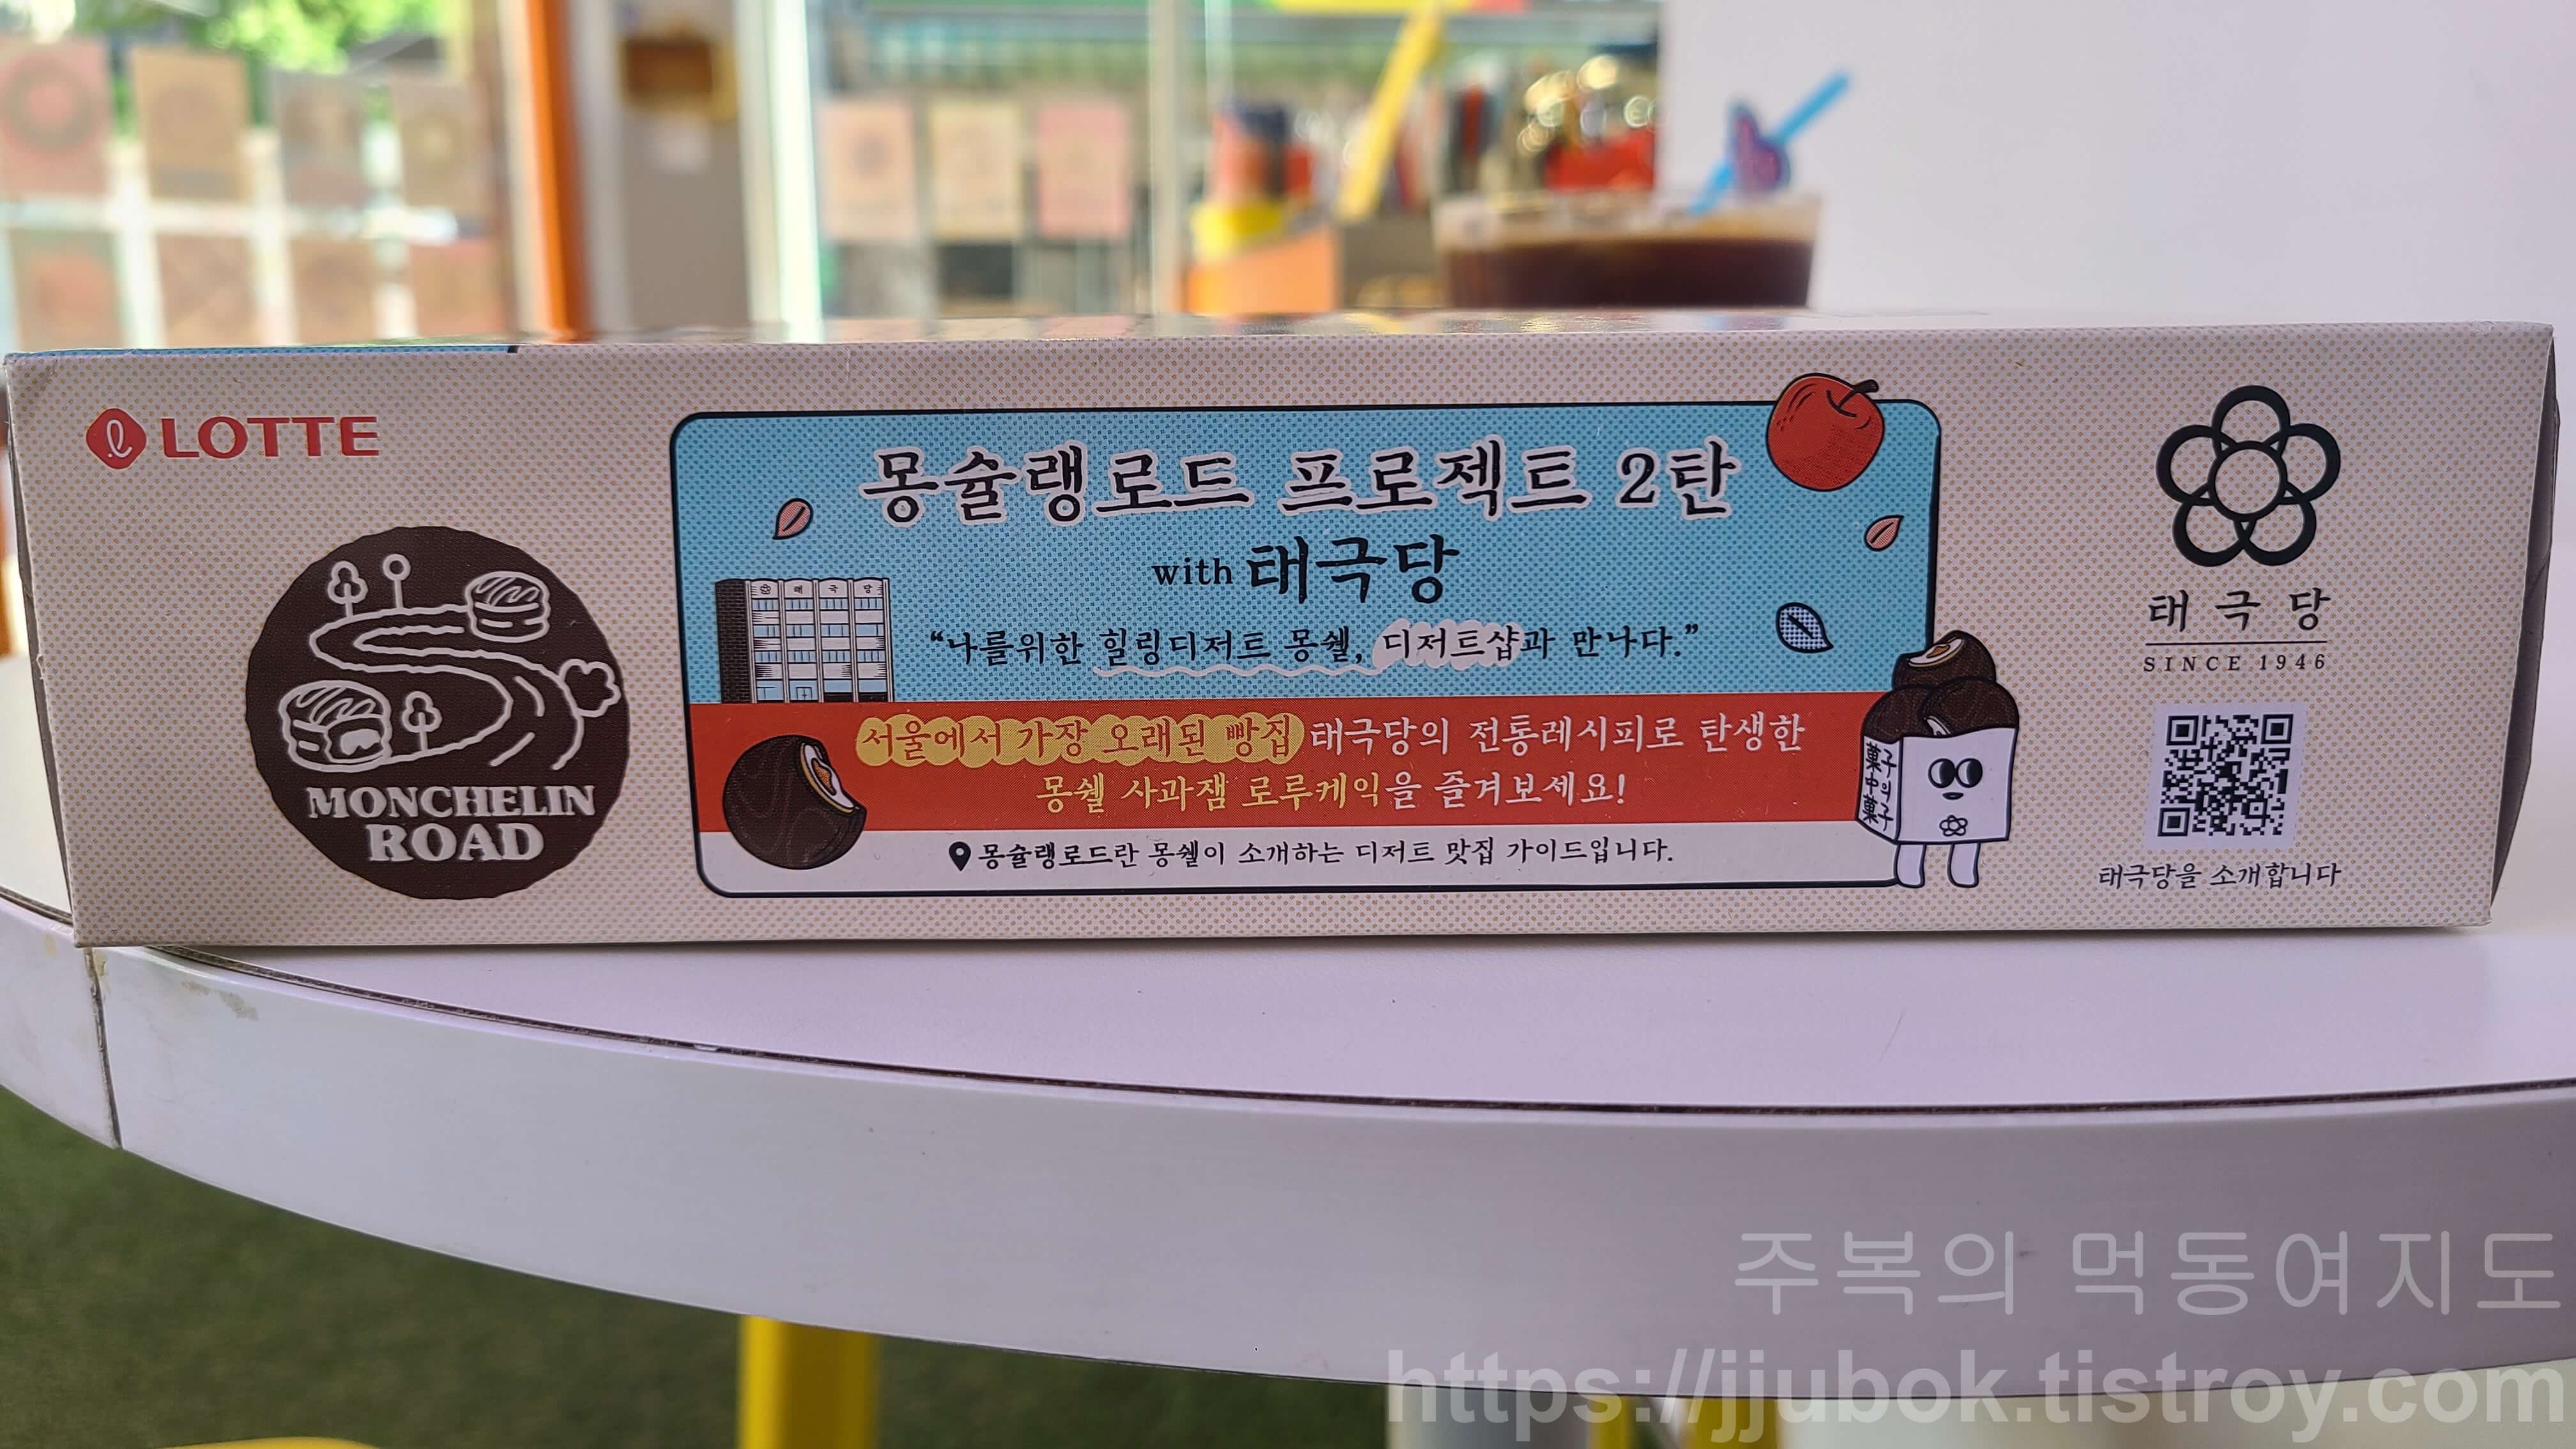 LOTTE
MONCHELIN
ROAD
몽슐랭로드 프로젝트 2탄
with 태극당
태극당
“나를위한 힐링디저트 몽쉘, 디저트샵과 만나다.”
서울에서 가장 오래된 빵집 태극당의 전통레시피로 탄생한
몽쉘 사과잼 로루케익을 즐겨보세요!
몽슐랭로드란 몽쉘이 소개하는 디저트 맛집 가이드입니다.
菓子
中의
菓子
태극당
SINCE 1946
태극당을 소개합니다
주복의 먹동여지도
https://jjubok.tistroy.com